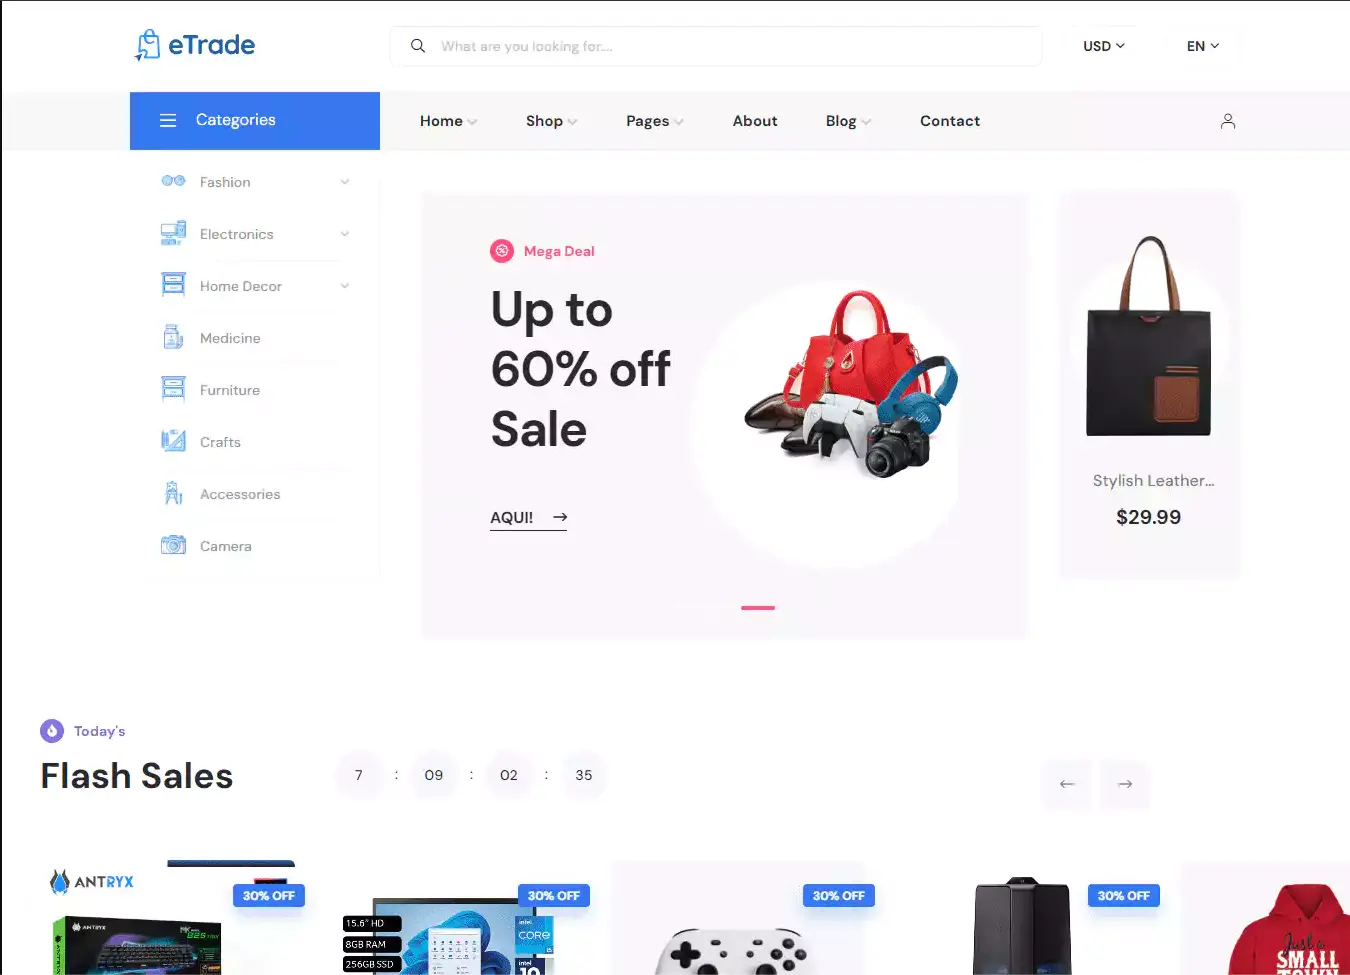 eTrade
What are you looking for...
USD
EN
Categories
Home
Shop
Pages
About
Blog
Contact
Fashion
Electronics
Home Decor
Medicine
Furniture
Crafts
Accessories
Camera
Mega Deal
Up to
60% off
Sale
AQUI!
Stylish Leather...
$29.99
Today's
Flash Sales
7 : 09 : 02 : 35
ANTRYX
30% OFF
ANTRYX
15.6" HD
8GB RAM
256GB SSD
30% OFF
intel
CORE
i5
intel
30% OFF
30% OFF
Just a
SMALL